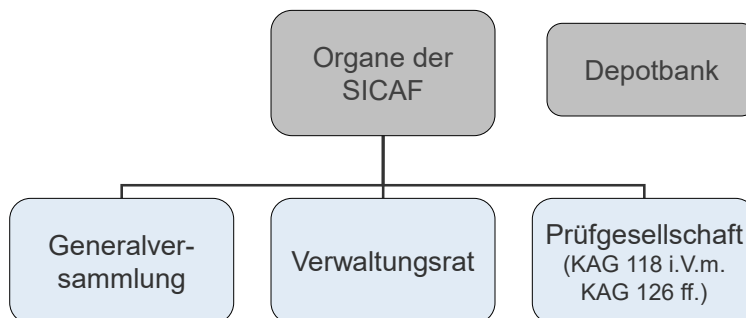 Organe der
SICAF
Depotbank
Generalver-
sammlung
Verwaltungsrat
Prüfgesellschaft
(KAG 118 i.V.m.
KAG 126 ff.)